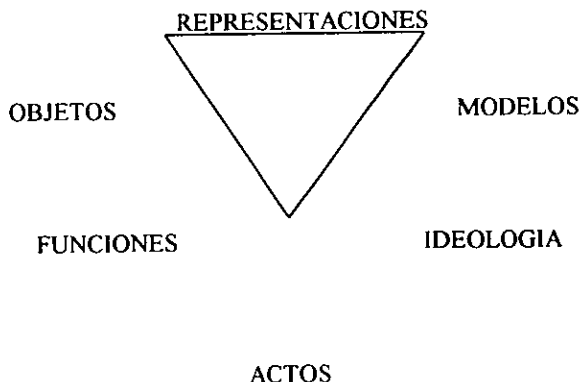 REPRESENTACIONES
OBJETOS
MODELOS
FUNCIONES
IDEOLOGIA
ACTOS